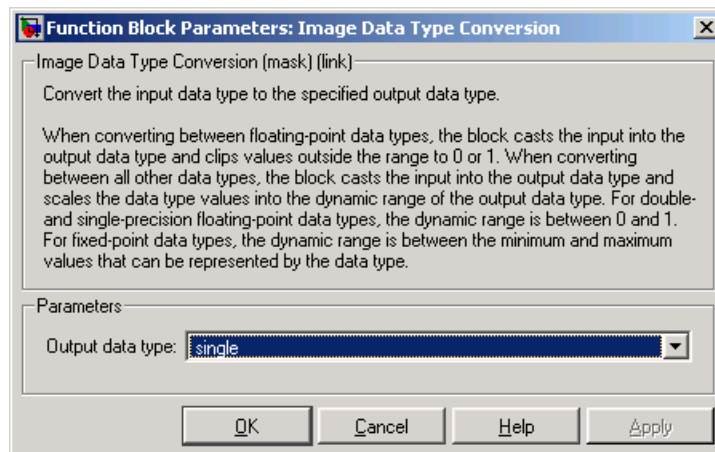 Function Block Parameters: Image Data Type Conversion
Image Data Type Conversion (mask) (link)
Convert the input data type to the specified output data type.
When converting between floating-point data types, the block casts the input into the
output data type and clips values outside the range to 0 or 1. When converting
between all other data types, the block casts the input into the output data type and
scales the data type values into the dynamic range of the output data type. For double-
and single-precision floating-point data types, the dynamic range is between 0 and 1.
For fixed-point data types, the dynamic range is between the minimum and maximum
values that can be represented by the data type.
Parameters
Output data type: single
OK Cancel Help Apply